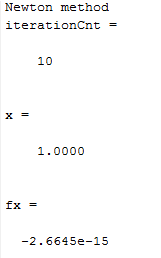 Newton method
iterationCnt =
10
x =
1.0000
fx =
-2.6645e-15